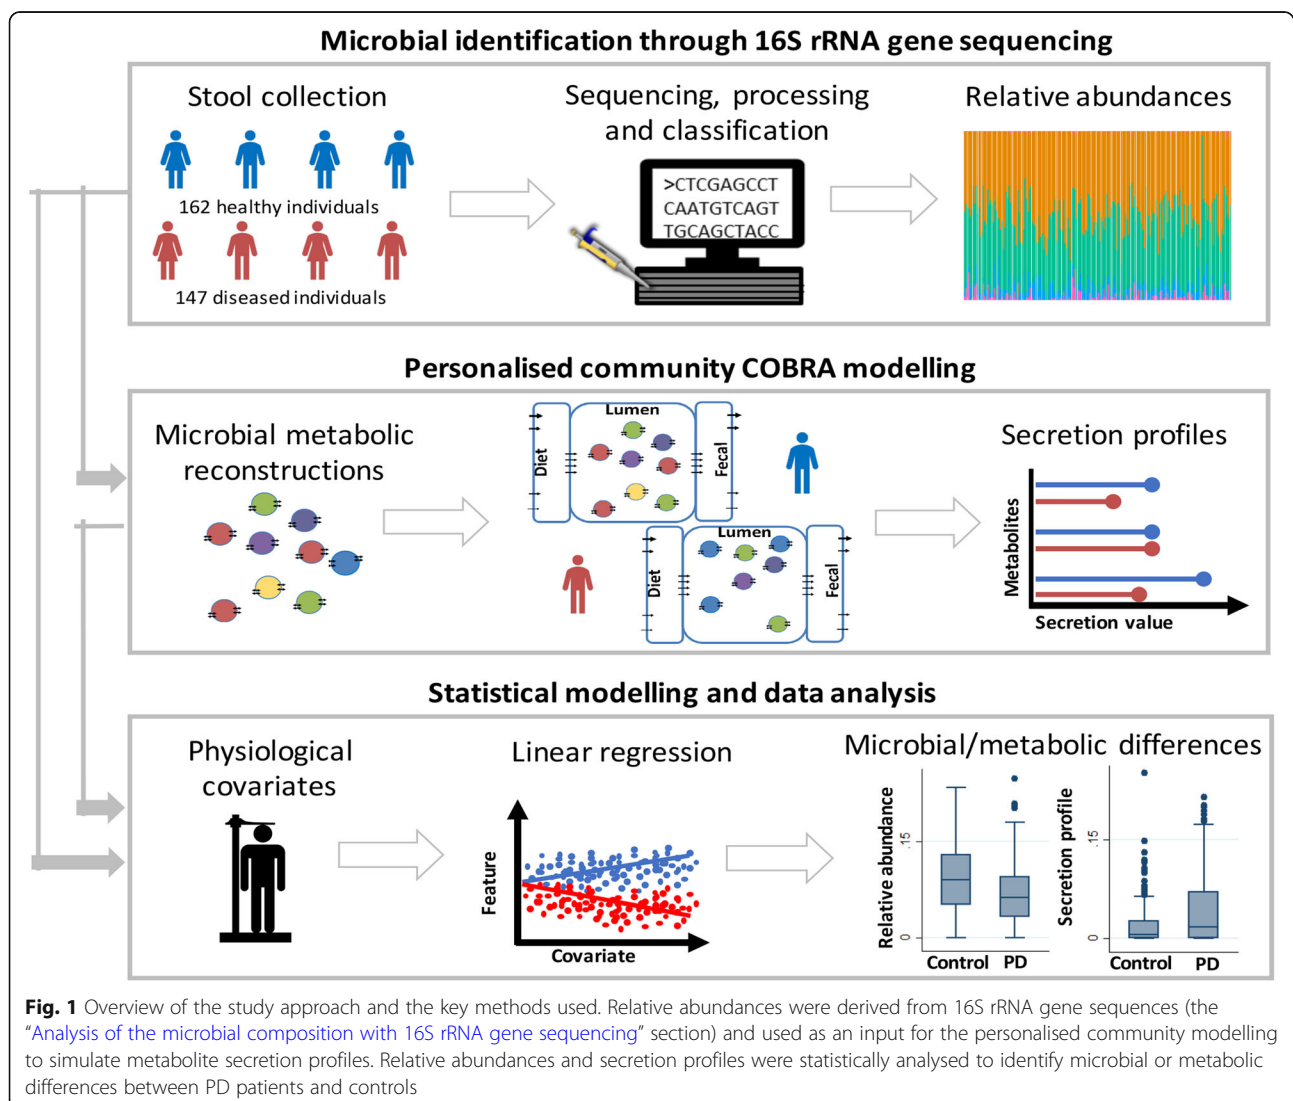 Microbial identification through 16S rRNA gene sequencing
Stool collection
162 healthy individuals
147 diseased individuals
Sequencing, processing
and classification
>CTCGAGCCT
CAATGTCAGT
TGCAGCTACC
Relative abundances
Personalised community COBRA modelling
Microbial metabolic
reconstructions
Diet
Lumen
Fecal
Diet
Lumen
Fecal
Secretion profiles
Metabolites
Secretion value
Statistical modelling and data analysis
Physiological
covariates
Linear regression
Feature
Covariate
Microbial/metabolic differences
Relative abundance
.15
0
Control PD
Secretion profile
.15
0
Control PD
Fig. 1 Overview of the study approach and the key methods used. Relative abundances were derived from 16S rRNA gene sequences (the
“Analysis of the microbial composition with 16S rRNA gene sequencing” section) and used as an input for the personalised community modelling
to simulate metabolite secretion profiles. Relative abundances and secretion profiles were statistically analysed to identify microbial or metabolic
differences between PD patients and controls